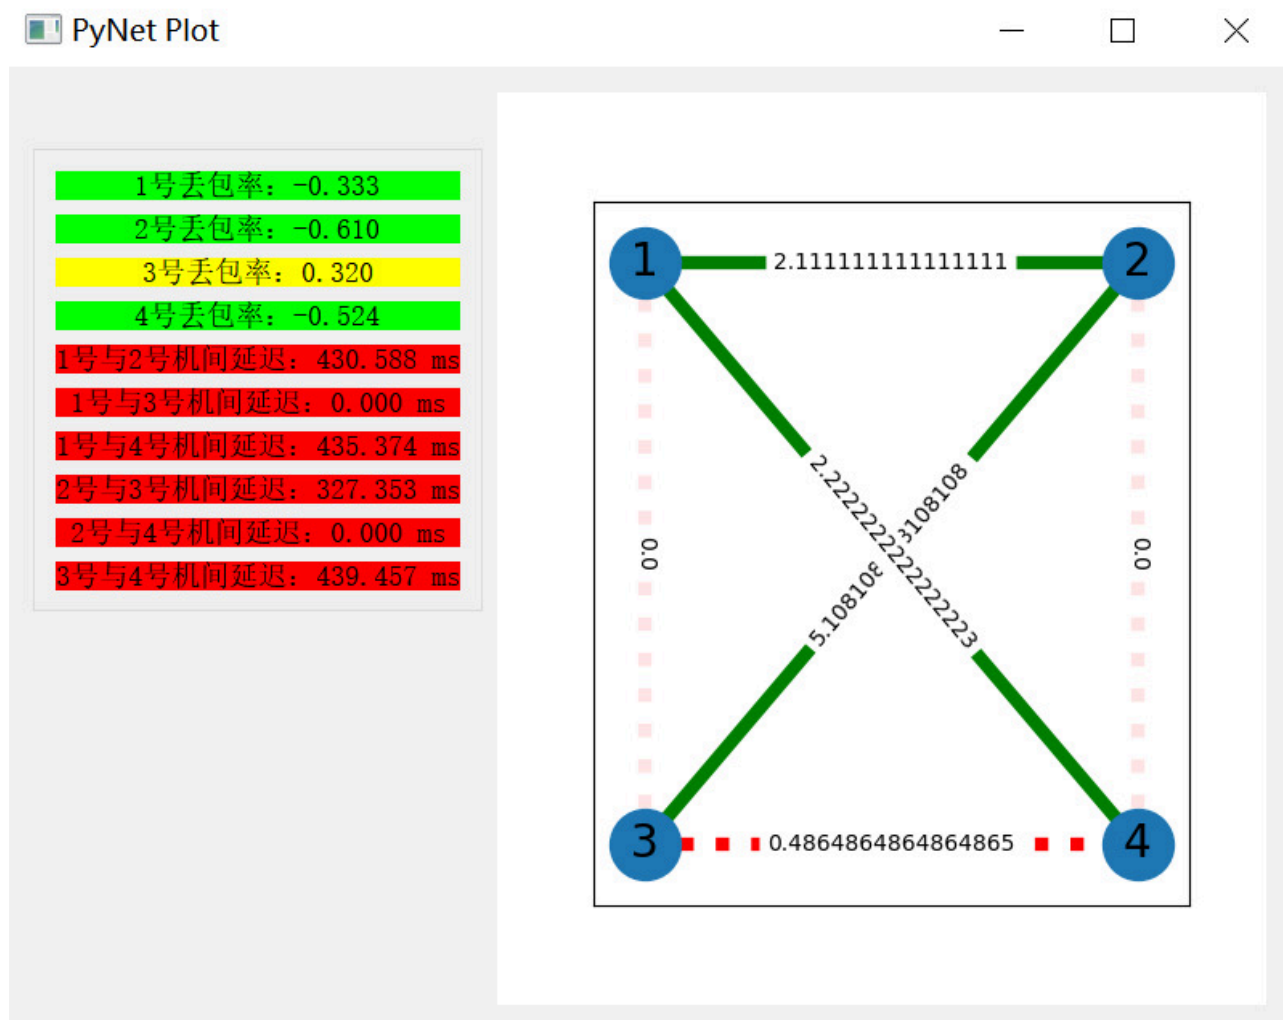 PyNet Plot
1号丢包率：-0.333
2号丢包率：-0.610
3号丢包率：0.320
4号丢包率：-0.524
1号与2号机间延迟：430.588 ms
1号与3号机间延迟：0.000 ms
1号与4号机间延迟：435.374 ms
2号与3号机间延迟：327.353 ms
2号与4号机间延迟：0.000 ms
3号与4号机间延迟：439.457 ms
1
2.111111111111111
2
2.2222222222222223
0.0
0.0
3
0.4864864864864865
4